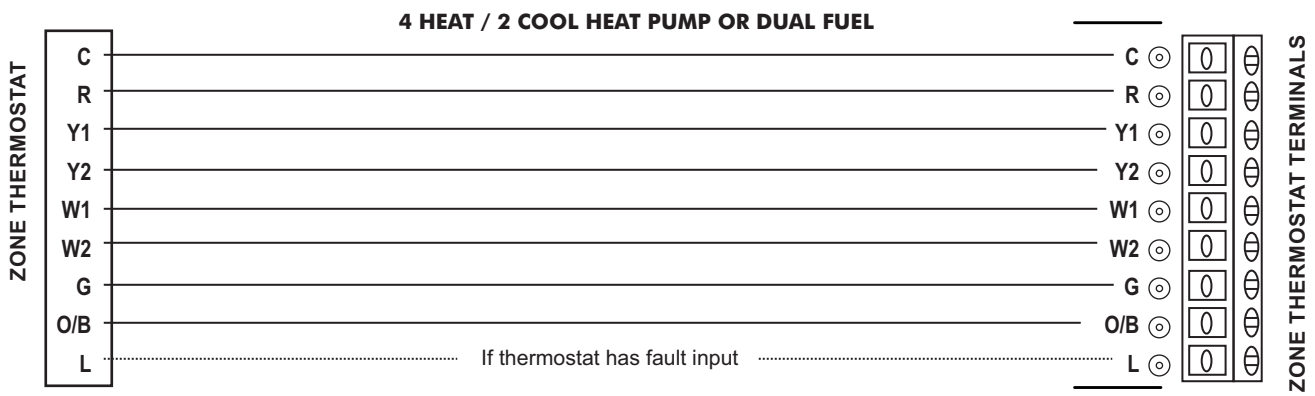 4 HEAT / 2 COOL HEAT PUMP OR DUAL FUEL
ZONE THERMOSTAT
C
R
Y1
Y2
W1
W2
G
O/B
L
If thermostat has fault input
C
R
Y1
Y2
W1
W2
G
O/B
L
ZONE THERMOSTAT TERMINALS